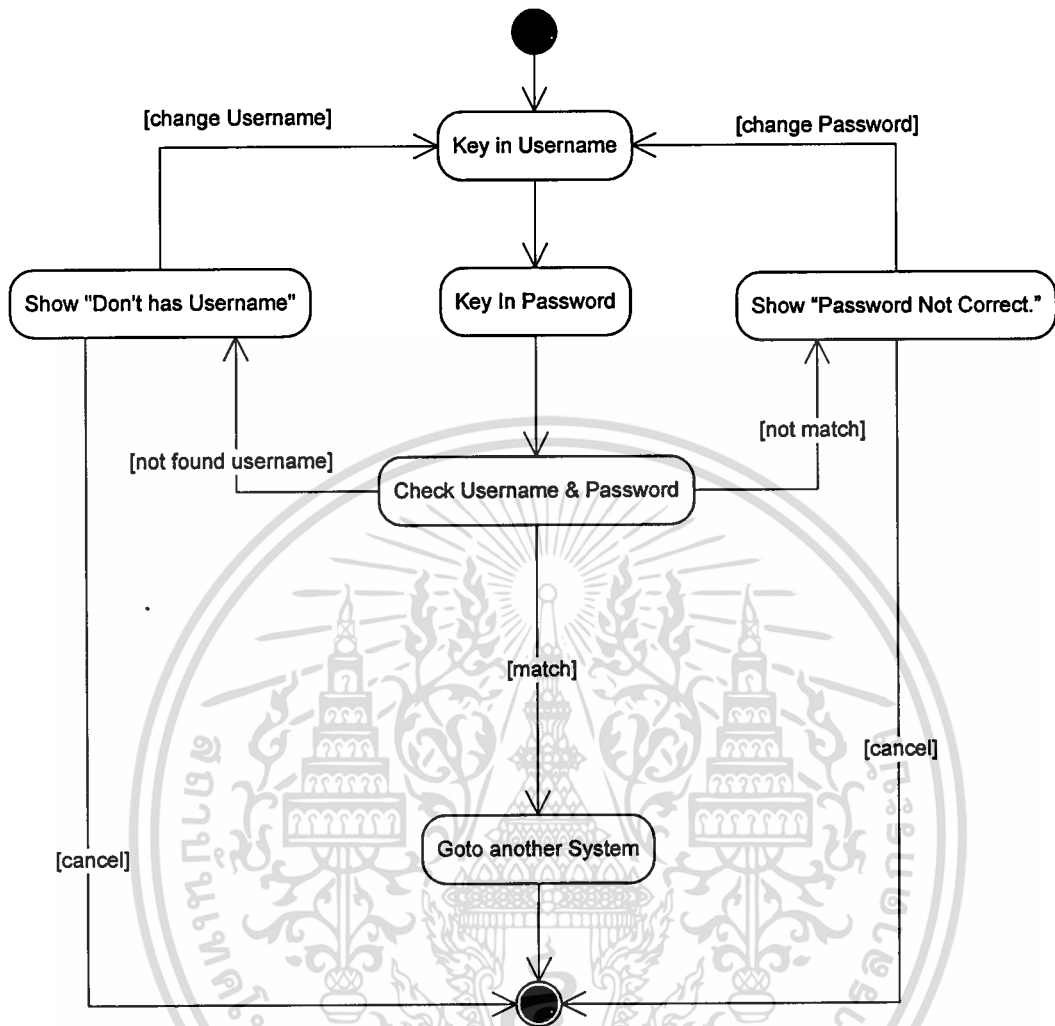 [change Username]
[change Password]
Key in Username
Show "Don't has Username"
Key In Password
Show “Password Not Correct.”
[not found username]
[not match]
Check Username & Password
[match]
[cancel]
Goto another System
[cancel]